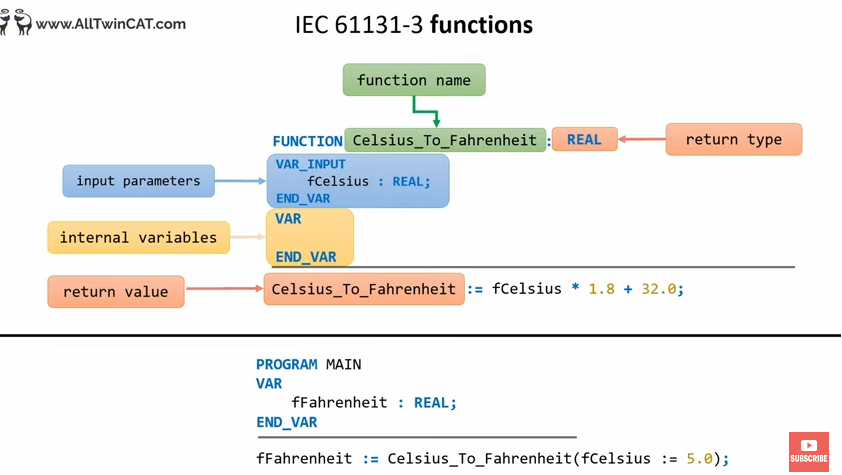 www.AllTwinCAT.com
IEC 61131-3 functions
function name
FUNCTION Celsius_To_Fahrenheit : REAL
return type
input parameters
VAR_INPUT
fCelsius : REAL;
END_VAR
internal variables
VAR
END_VAR
return value
Celsius_To_Fahrenheit := fCelsius * 1.8 + 32.0;
PROGRAM MAIN
VAR
fFahrenheit : REAL;
END_VAR
fFahrenheit := Celsius_To_Fahrenheit(fCelsius := 5.0);
SUBSCRIBE